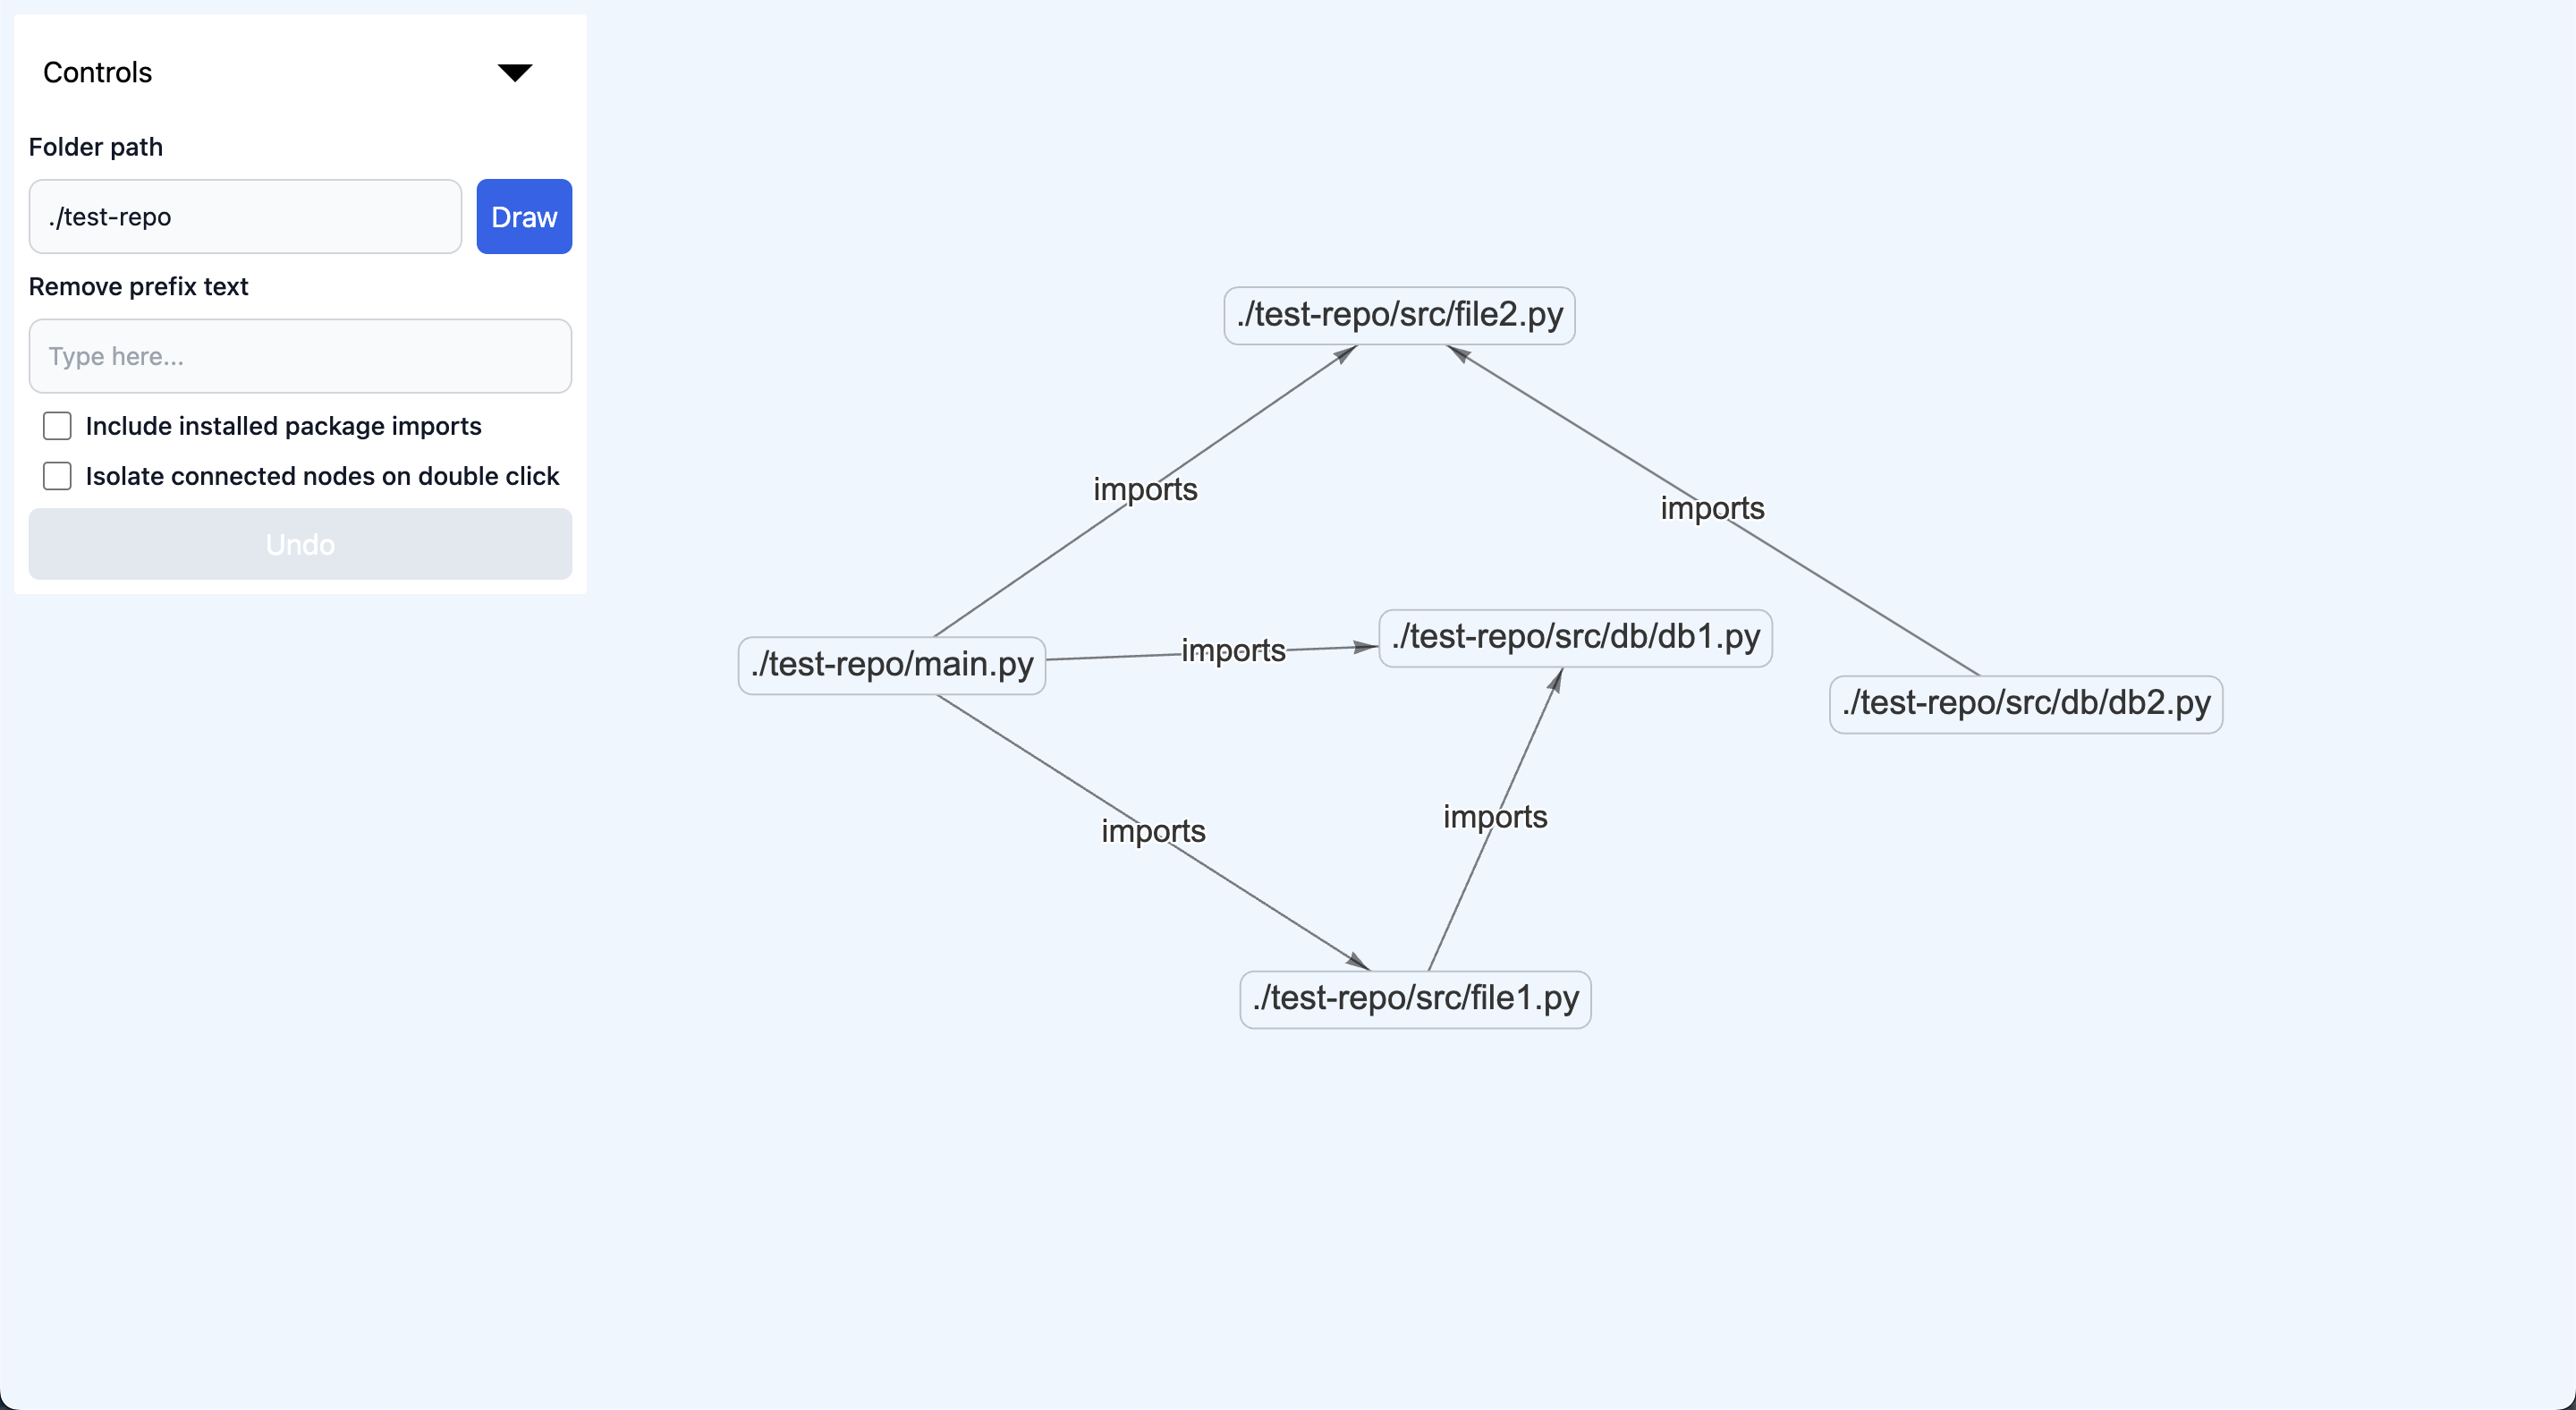 Controls
Folder path
./test-repo
Draw
Remove prefix text
Type here...
Include installed package imports
Isolate connected nodes on double click
Undo
./test-repo/src/file2.py
imports
imports
./test-repo/main.py
imports
./test-repo/src/db/db1.py
./test-repo/src/db/db2.py
imports
imports
./test-repo/src/file1.py